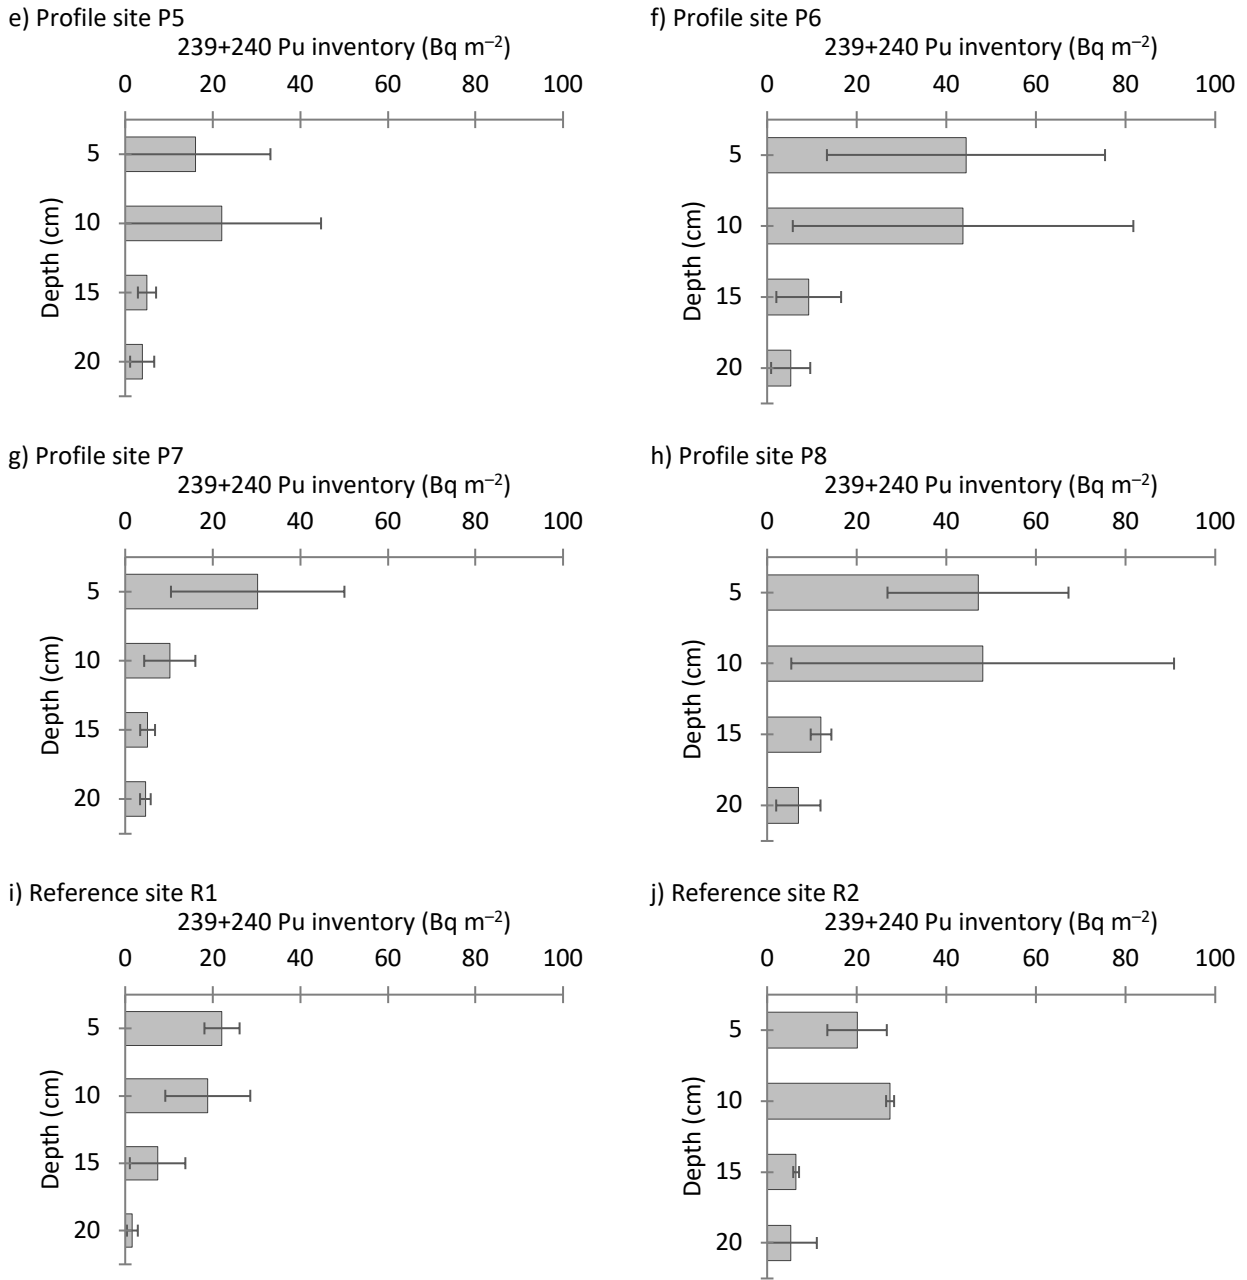 e) Profile site P5
239+240 Pu inventory (Bq m⁻²)
0 20 40 60 80 100
Depth (cm)
5
10
15
20
f) Profile site P6
239+240 Pu inventory (Bq m⁻²)
0 20 40 60 80 100
Depth (cm)
5
10
15
20
g) Profile site P7
239+240 Pu inventory (Bq m⁻²)
0 20 40 60 80 100
Depth (cm)
5
10
15
20
h) Profile site P8
239+240 Pu inventory (Bq m⁻²)
0 20 40 60 80 100
Depth (cm)
5
10
15
20
i) Reference site R1
239+240 Pu inventory (Bq m⁻²)
0 20 40 60 80 100
Depth (cm)
5
10
15
20
j) Reference site R2
239+240 Pu inventory (Bq m⁻²)
0 20 40 60 80 100
Depth (cm)
5
10
15
20